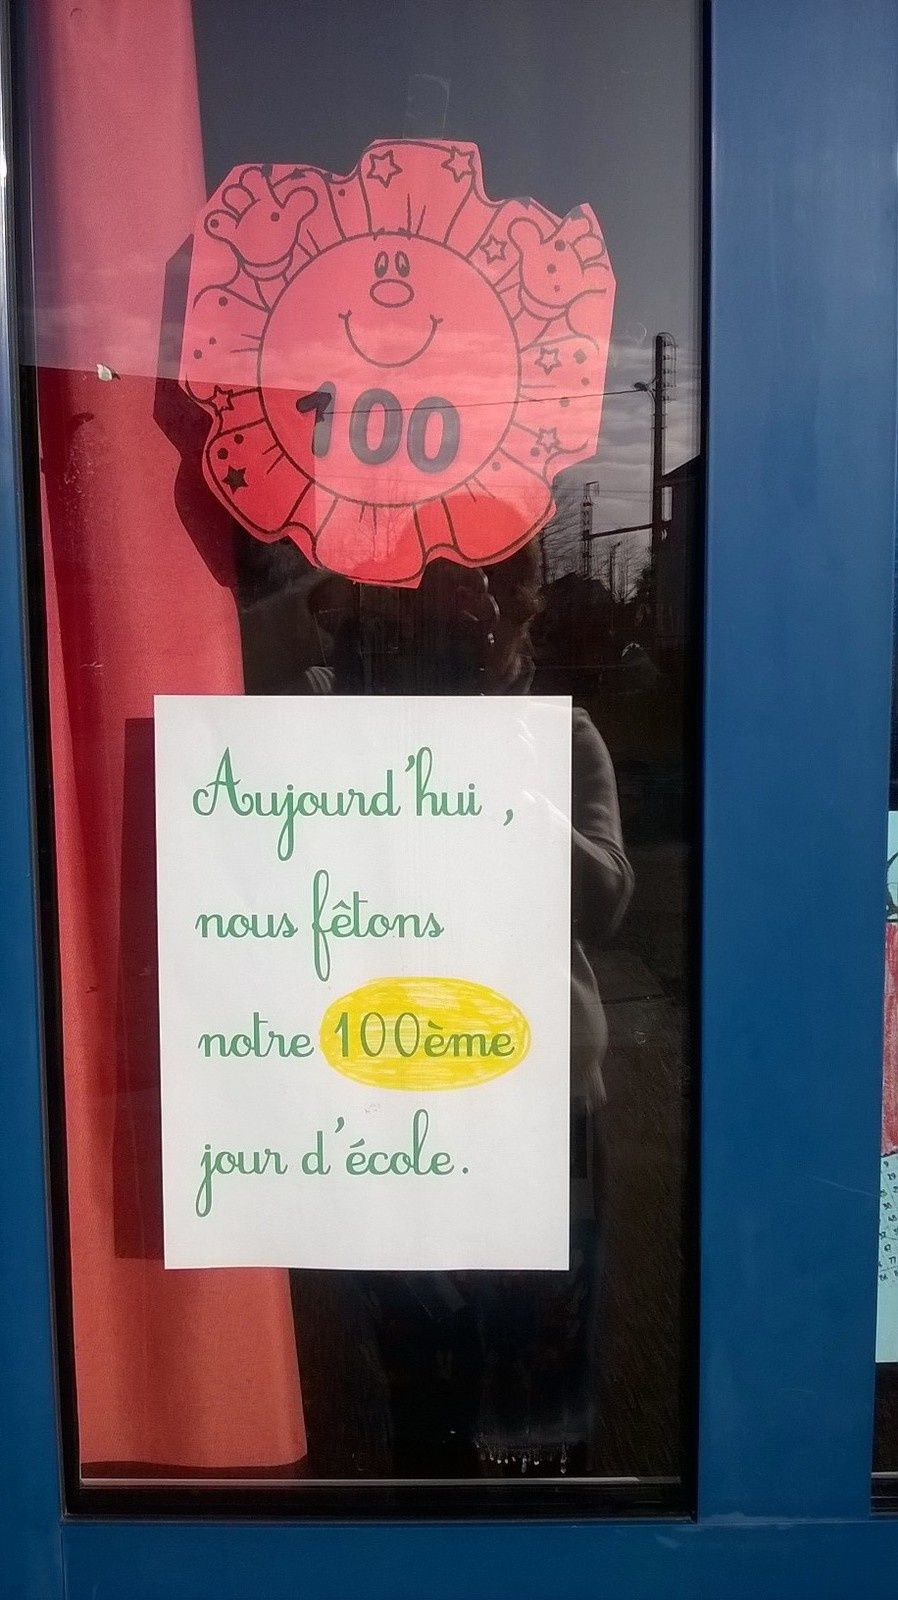 100
Aujourd'hui ,
nous fêtons
notre 100ème
jour d'école.